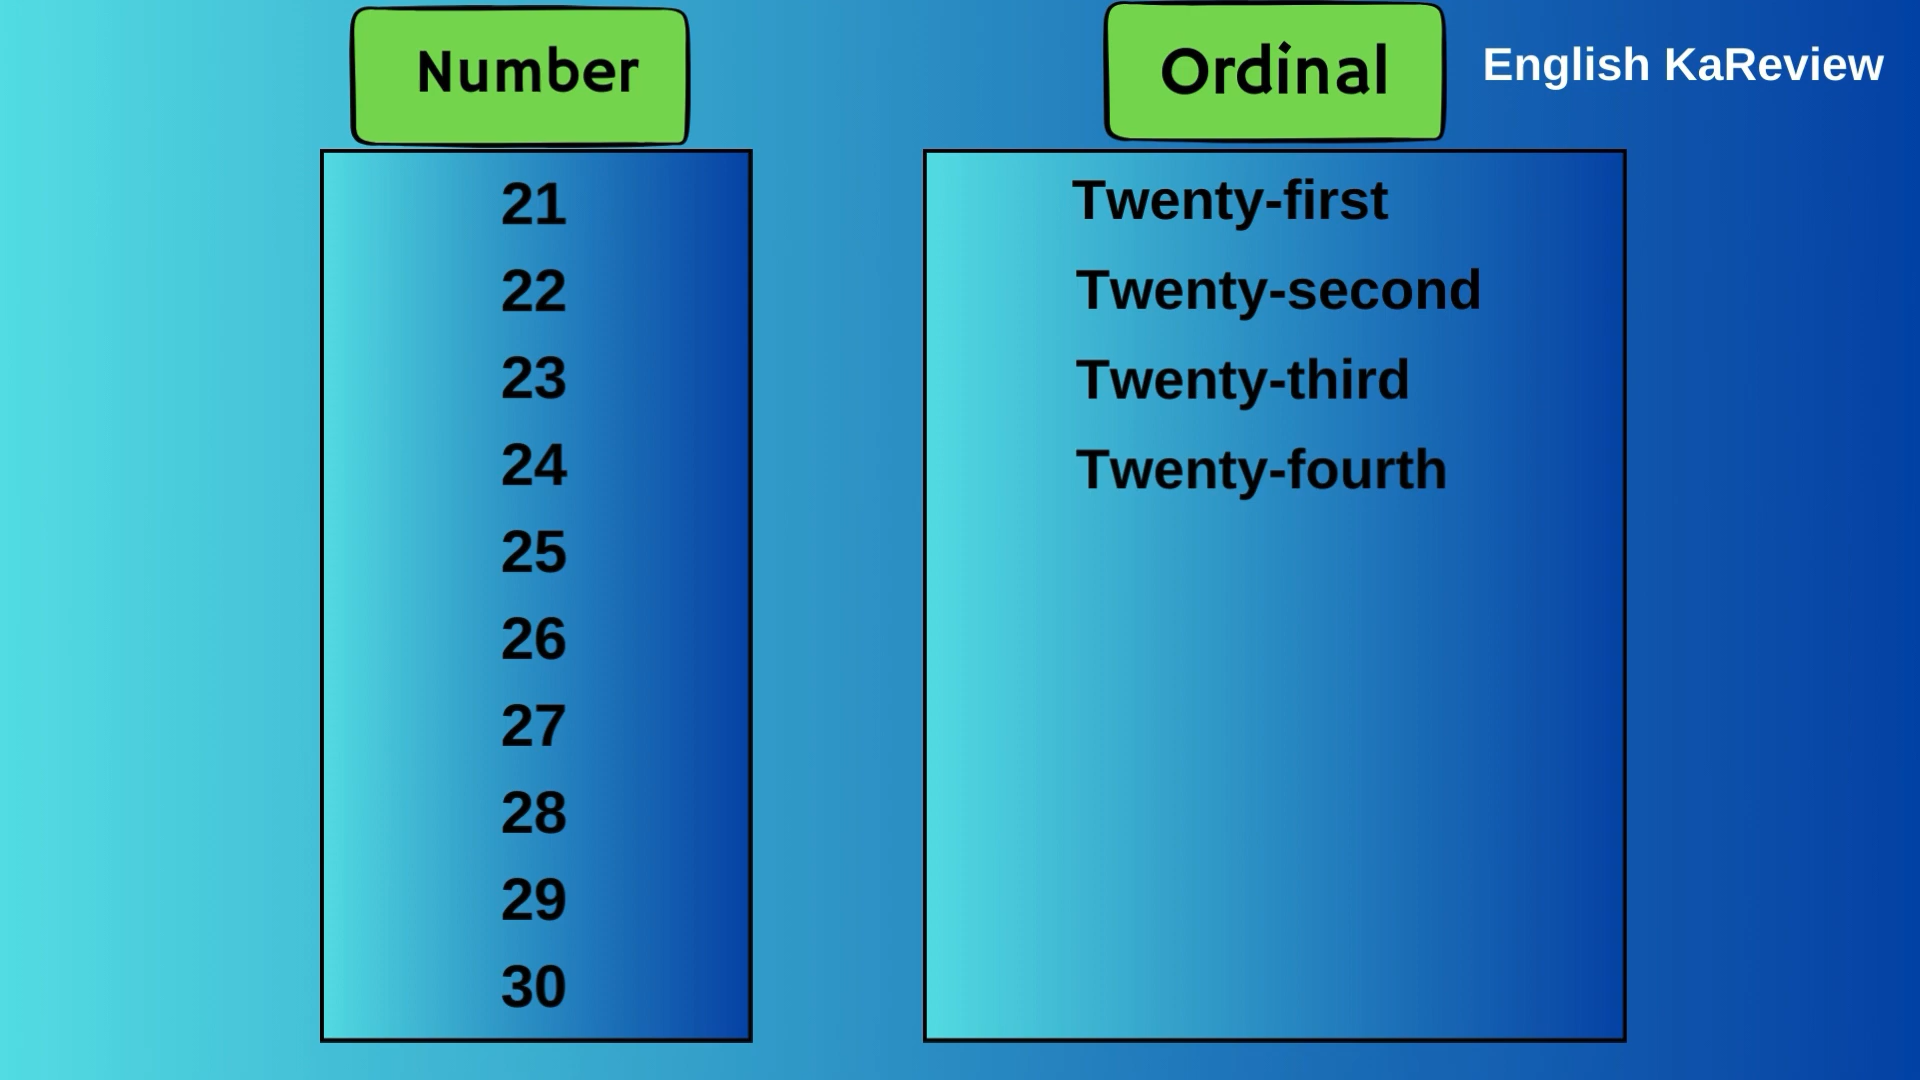 Number
Ordinal
English KaReview
21
Twenty-first
22
Twenty-second
23
Twenty-third
24
Twenty-fourth
25
26
27
28
29
30